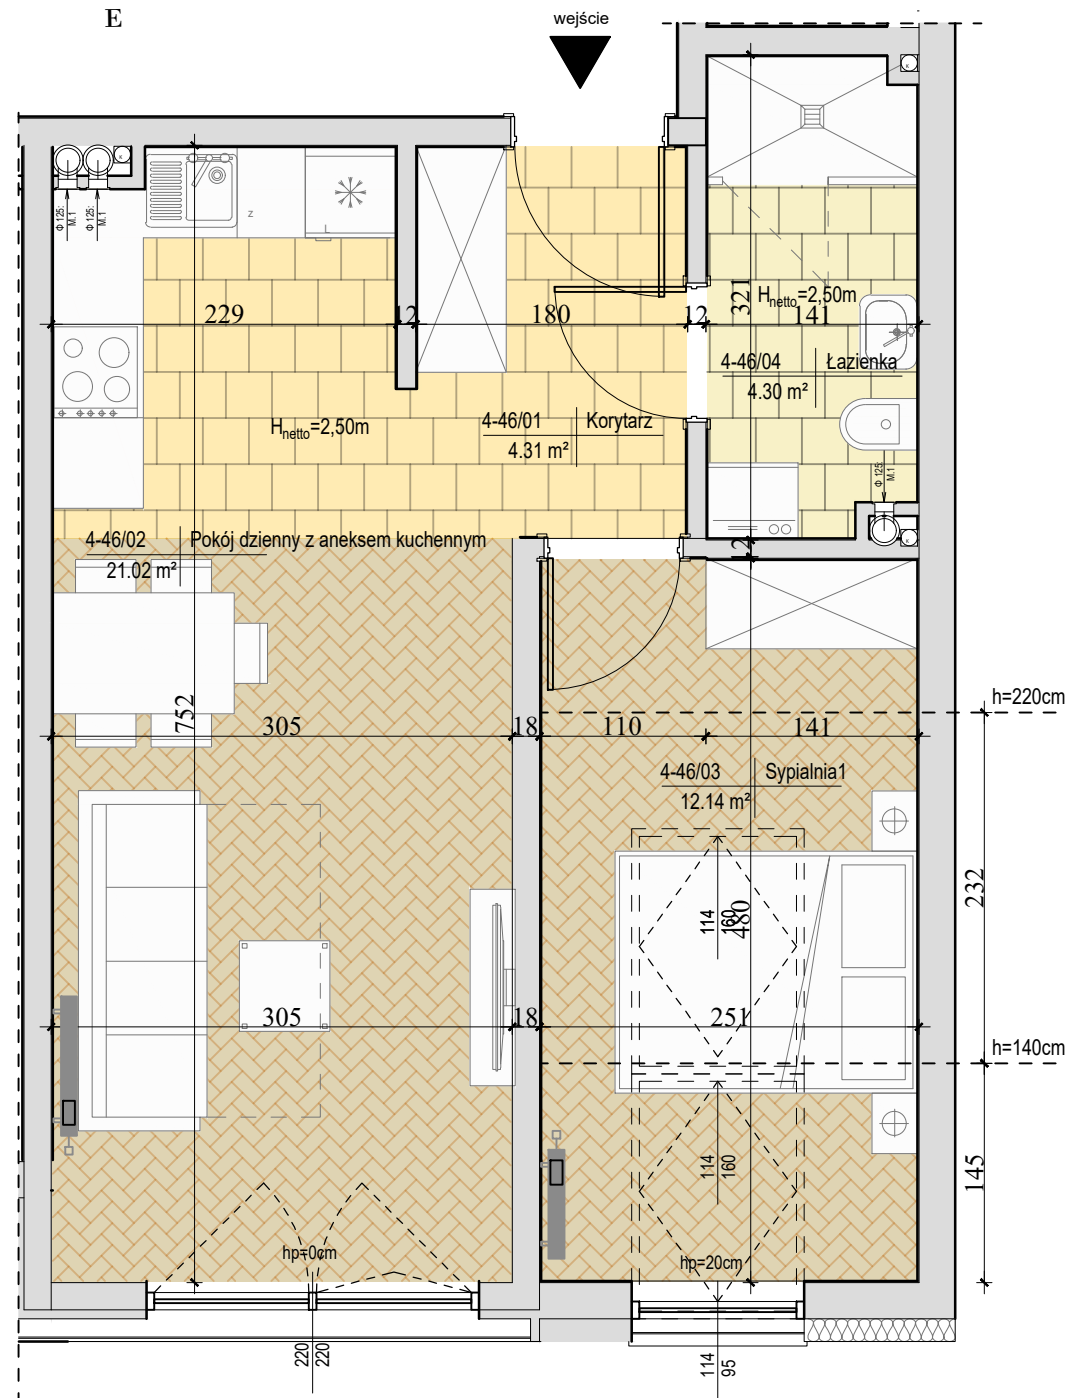 E
wejście
K
K
Φ 125:
M.1
Φ 125:
M.1
Z
L
229
12
180
12
141
321
H netto=2,50m
4-46/04 Łazienka
4.30 m²
H netto=2,50m
4-46/01 Korytarz
4.31 m²
Φ 125:
M.1
K
4-46/02 Pokój dzienny z aneksem kuchennym
21.02 m²
12
752
305
18
110
141
h=220cm
4-46/03 Sypialnia1
12.14 m²
114
160
480
232
305
18
251
h=140cm
114
160
145
hp=0cm
hp=20cm
220
220
114
95